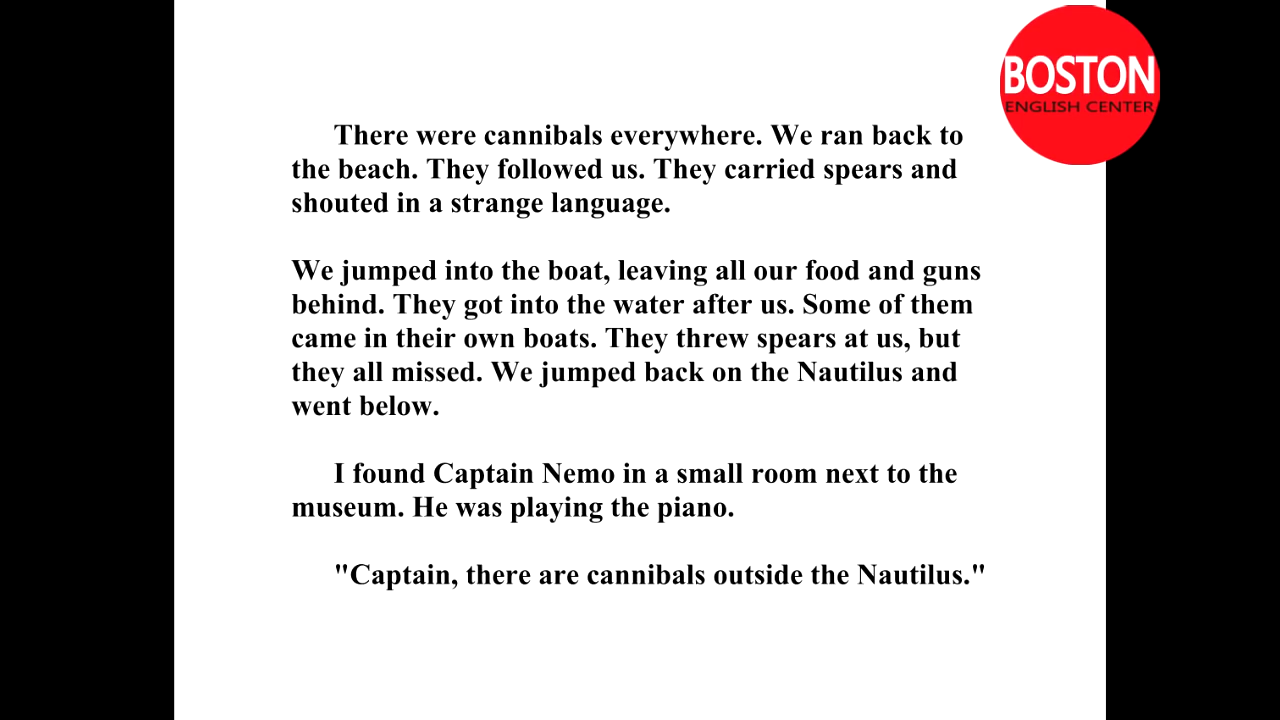 BOSTON
ENGLISH CENTER
There were cannibals everywhere. We ran back to
the beach. They followed us. They carried spears and
shouted in a strange language.
We jumped into the boat, leaving all our food and guns
behind. They got into the water after us. Some of them
came in their own boats. They threw spears at us, but
they all missed. We jumped back on the Nautilus and
went below.
I found Captain Nemo in a small room next to the
museum. He was playing the piano.
"Captain, there are cannibals outside the Nautilus."